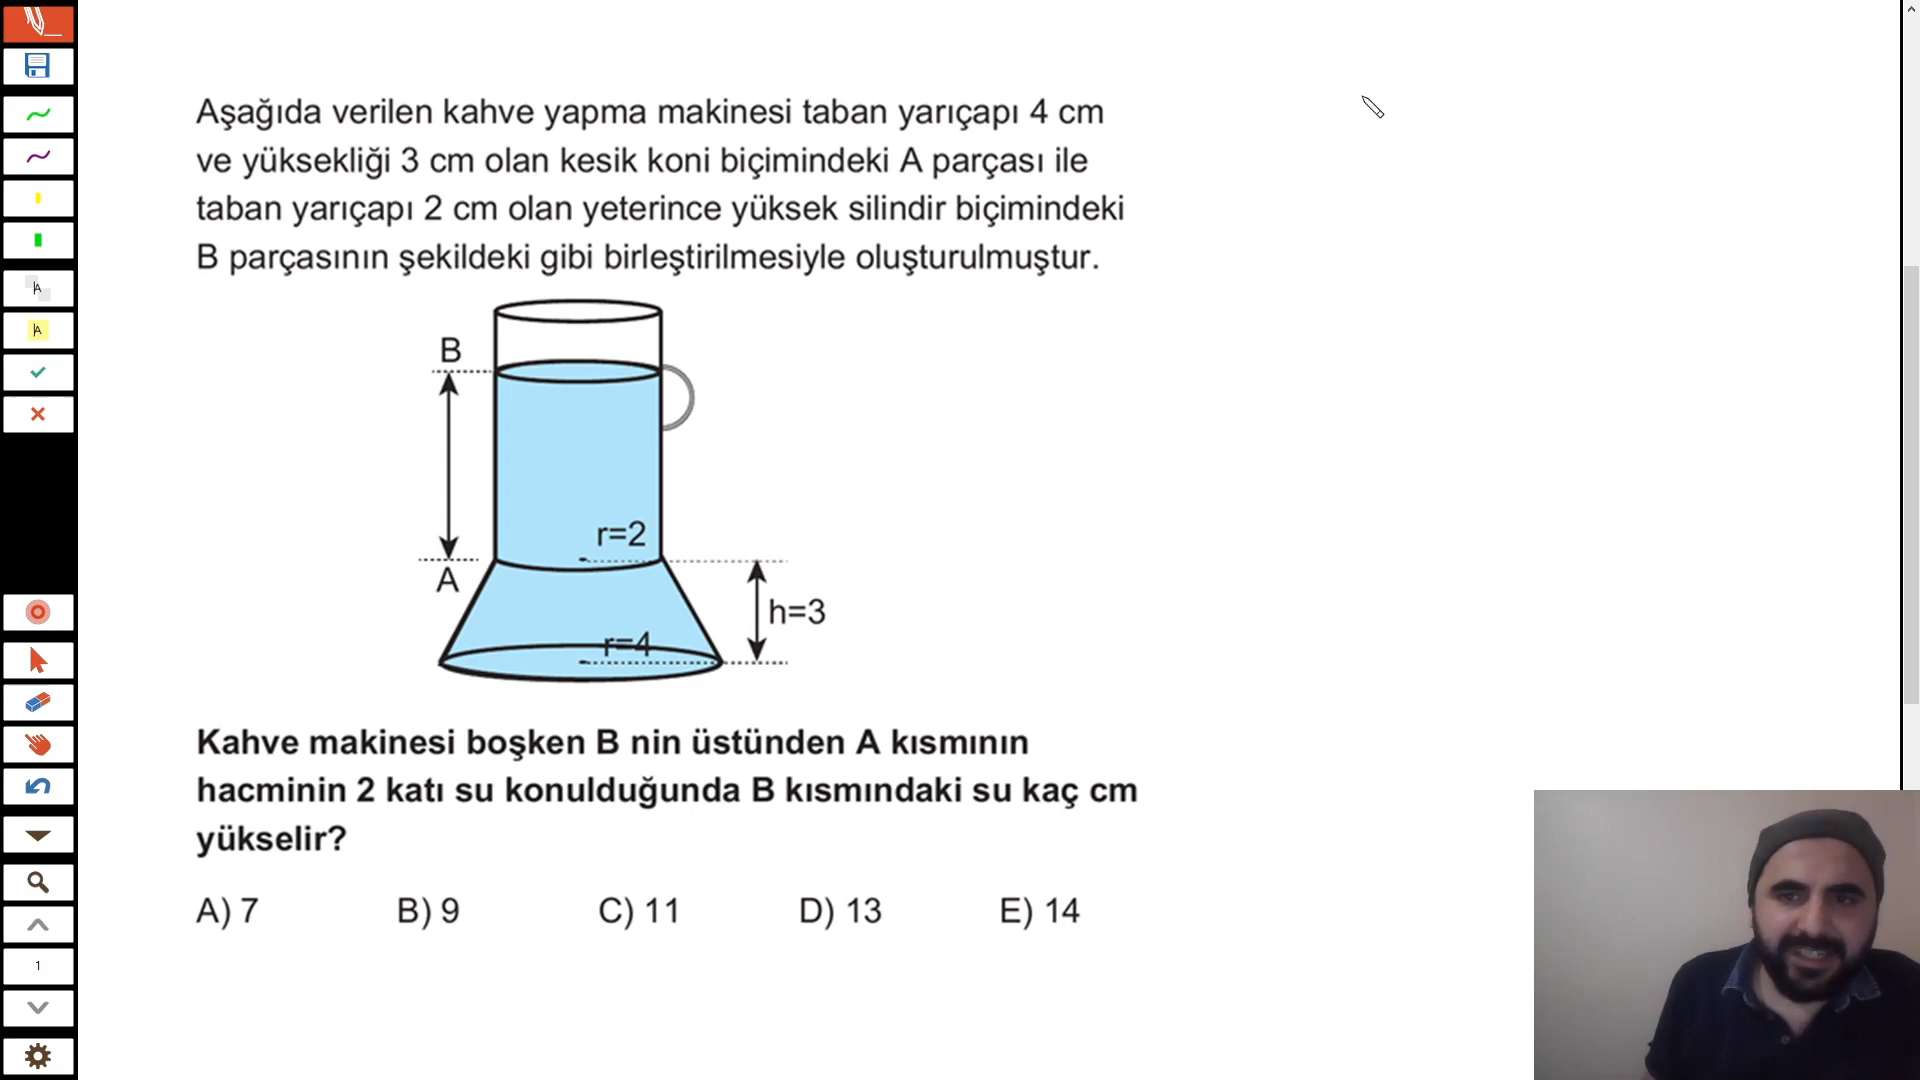 Aşağıda verilen kahve yapma makinesi taban yarıçapı 4 cm
ve yüksekliği 3 cm olan kesik koni biçimindeki A parçası ile
taban yarıçapı 2 cm olan yeterince yüksek silindir biçimindeki
B parçasının şekildeki gibi birleştirilmesiyle oluşturulmuştur.
B
r=2
A
h=3
r=4
Kahve makinesi boşken B nin üstünden A kısmının
hacminin 2 katı su konulduğunda B kısmındaki su kaç cm
yükselir?
A) 7 B) 9 C) 11 D) 13 E) 14
A
A
1